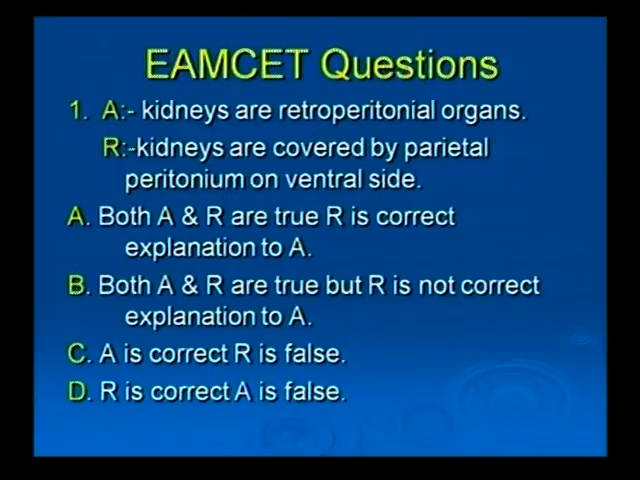 EAMCET Questions
1. A:- kidneys are retroperitonial organs.
R:-kidneys are covered by parietal
peritonium on ventral side.
A. Both A & R are true R is correct
explanation to A.
B. Both A & R are true but R is not correct
explanation to A.
C. A is correct R is false.
D. R is correct A is false.